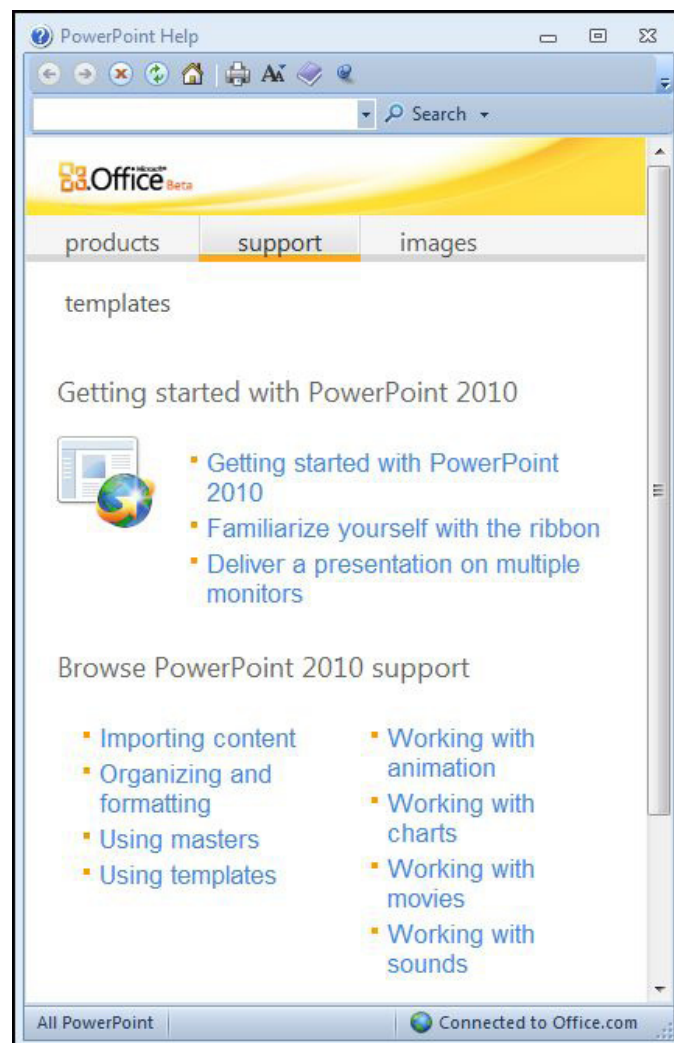 PowerPoint Help
Search
Microsoft®
Office Beta
products support images
templates
Getting started with PowerPoint 2010
Getting started with PowerPoint
2010
Familiarize yourself with the ribbon
Deliver a presentation on multiple
monitors
Browse PowerPoint 2010 support
Importing content
Organizing and
formatting
Using masters
Using templates
Working with
animation
Working with
charts
Working with
movies
Working with
sounds
All PowerPoint
Connected to Office.com